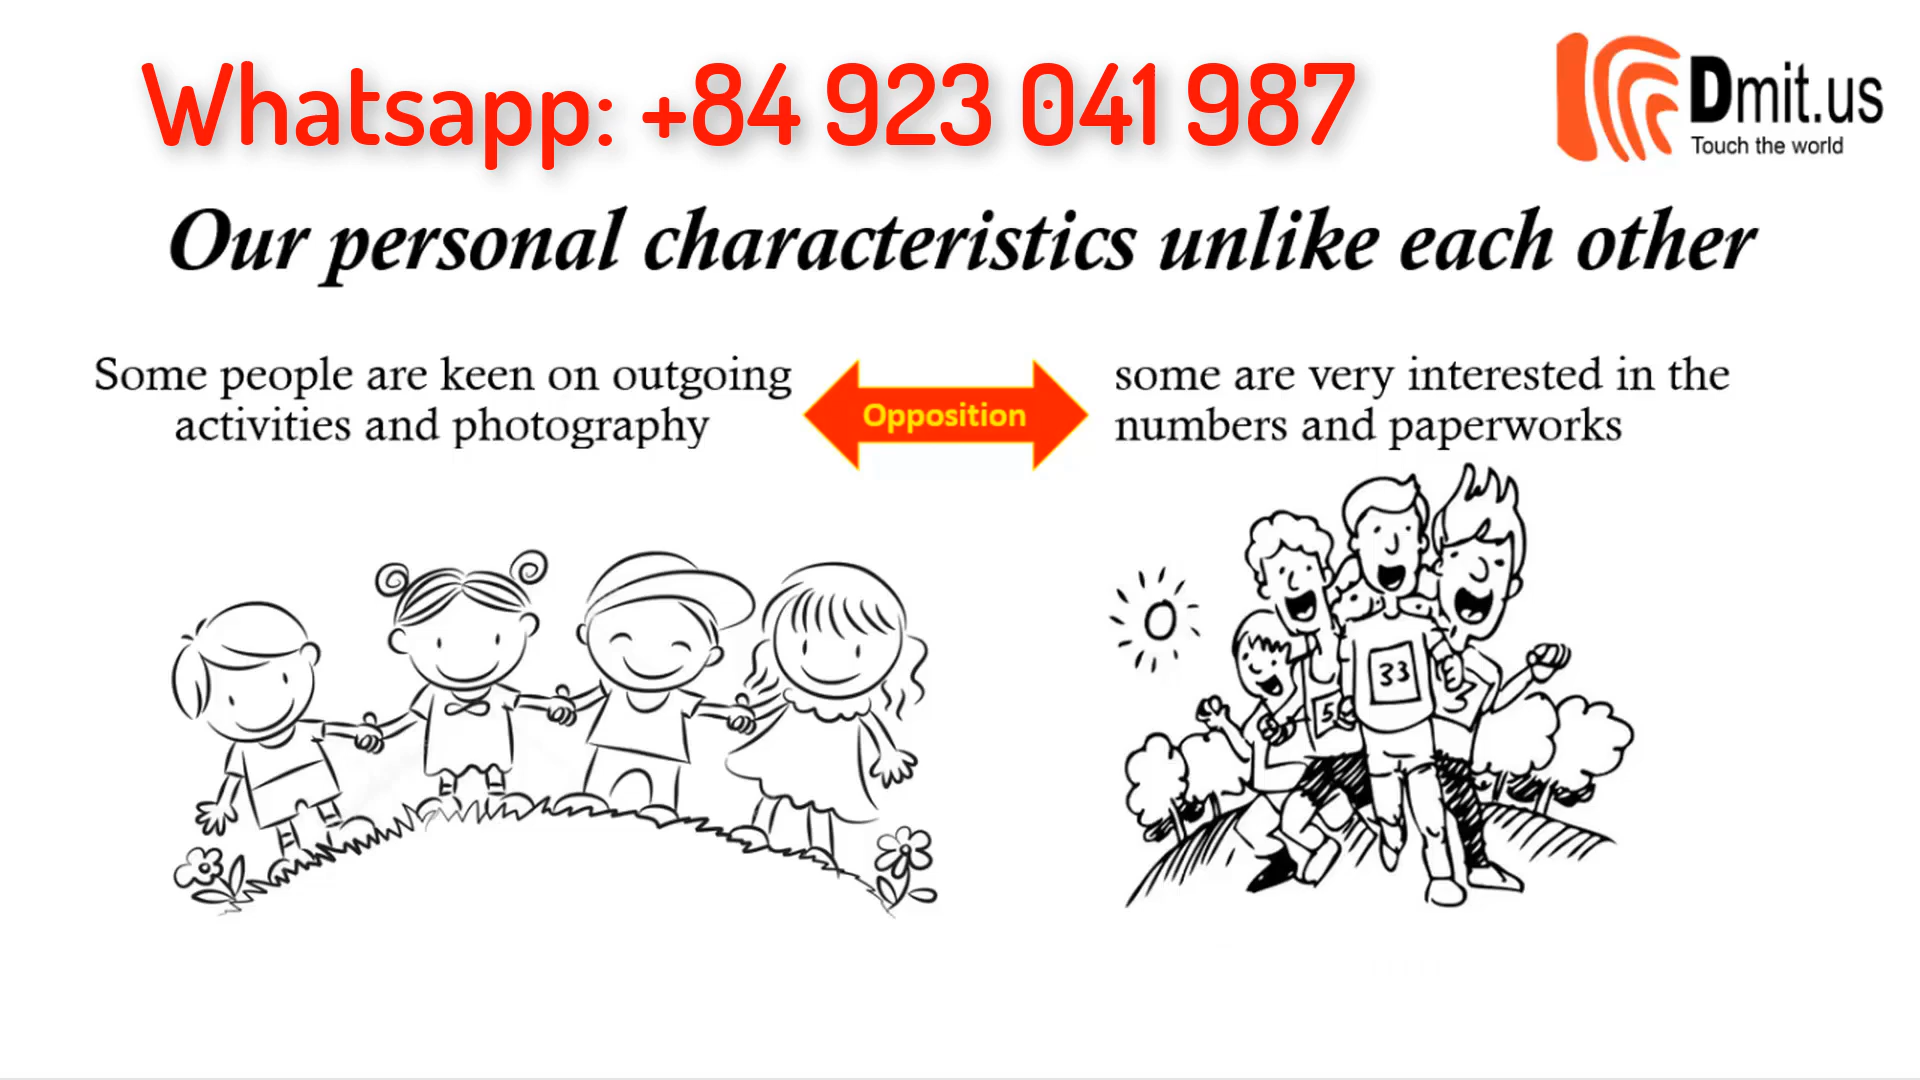 Whatsapp: +84 923 041 987
Dmit.us
Touch the world
Our personal characteristics unlike each other
Some people are keen on outgoing
activities and photography
Opposition
some are very interested in the
numbers and paperworks
33
5